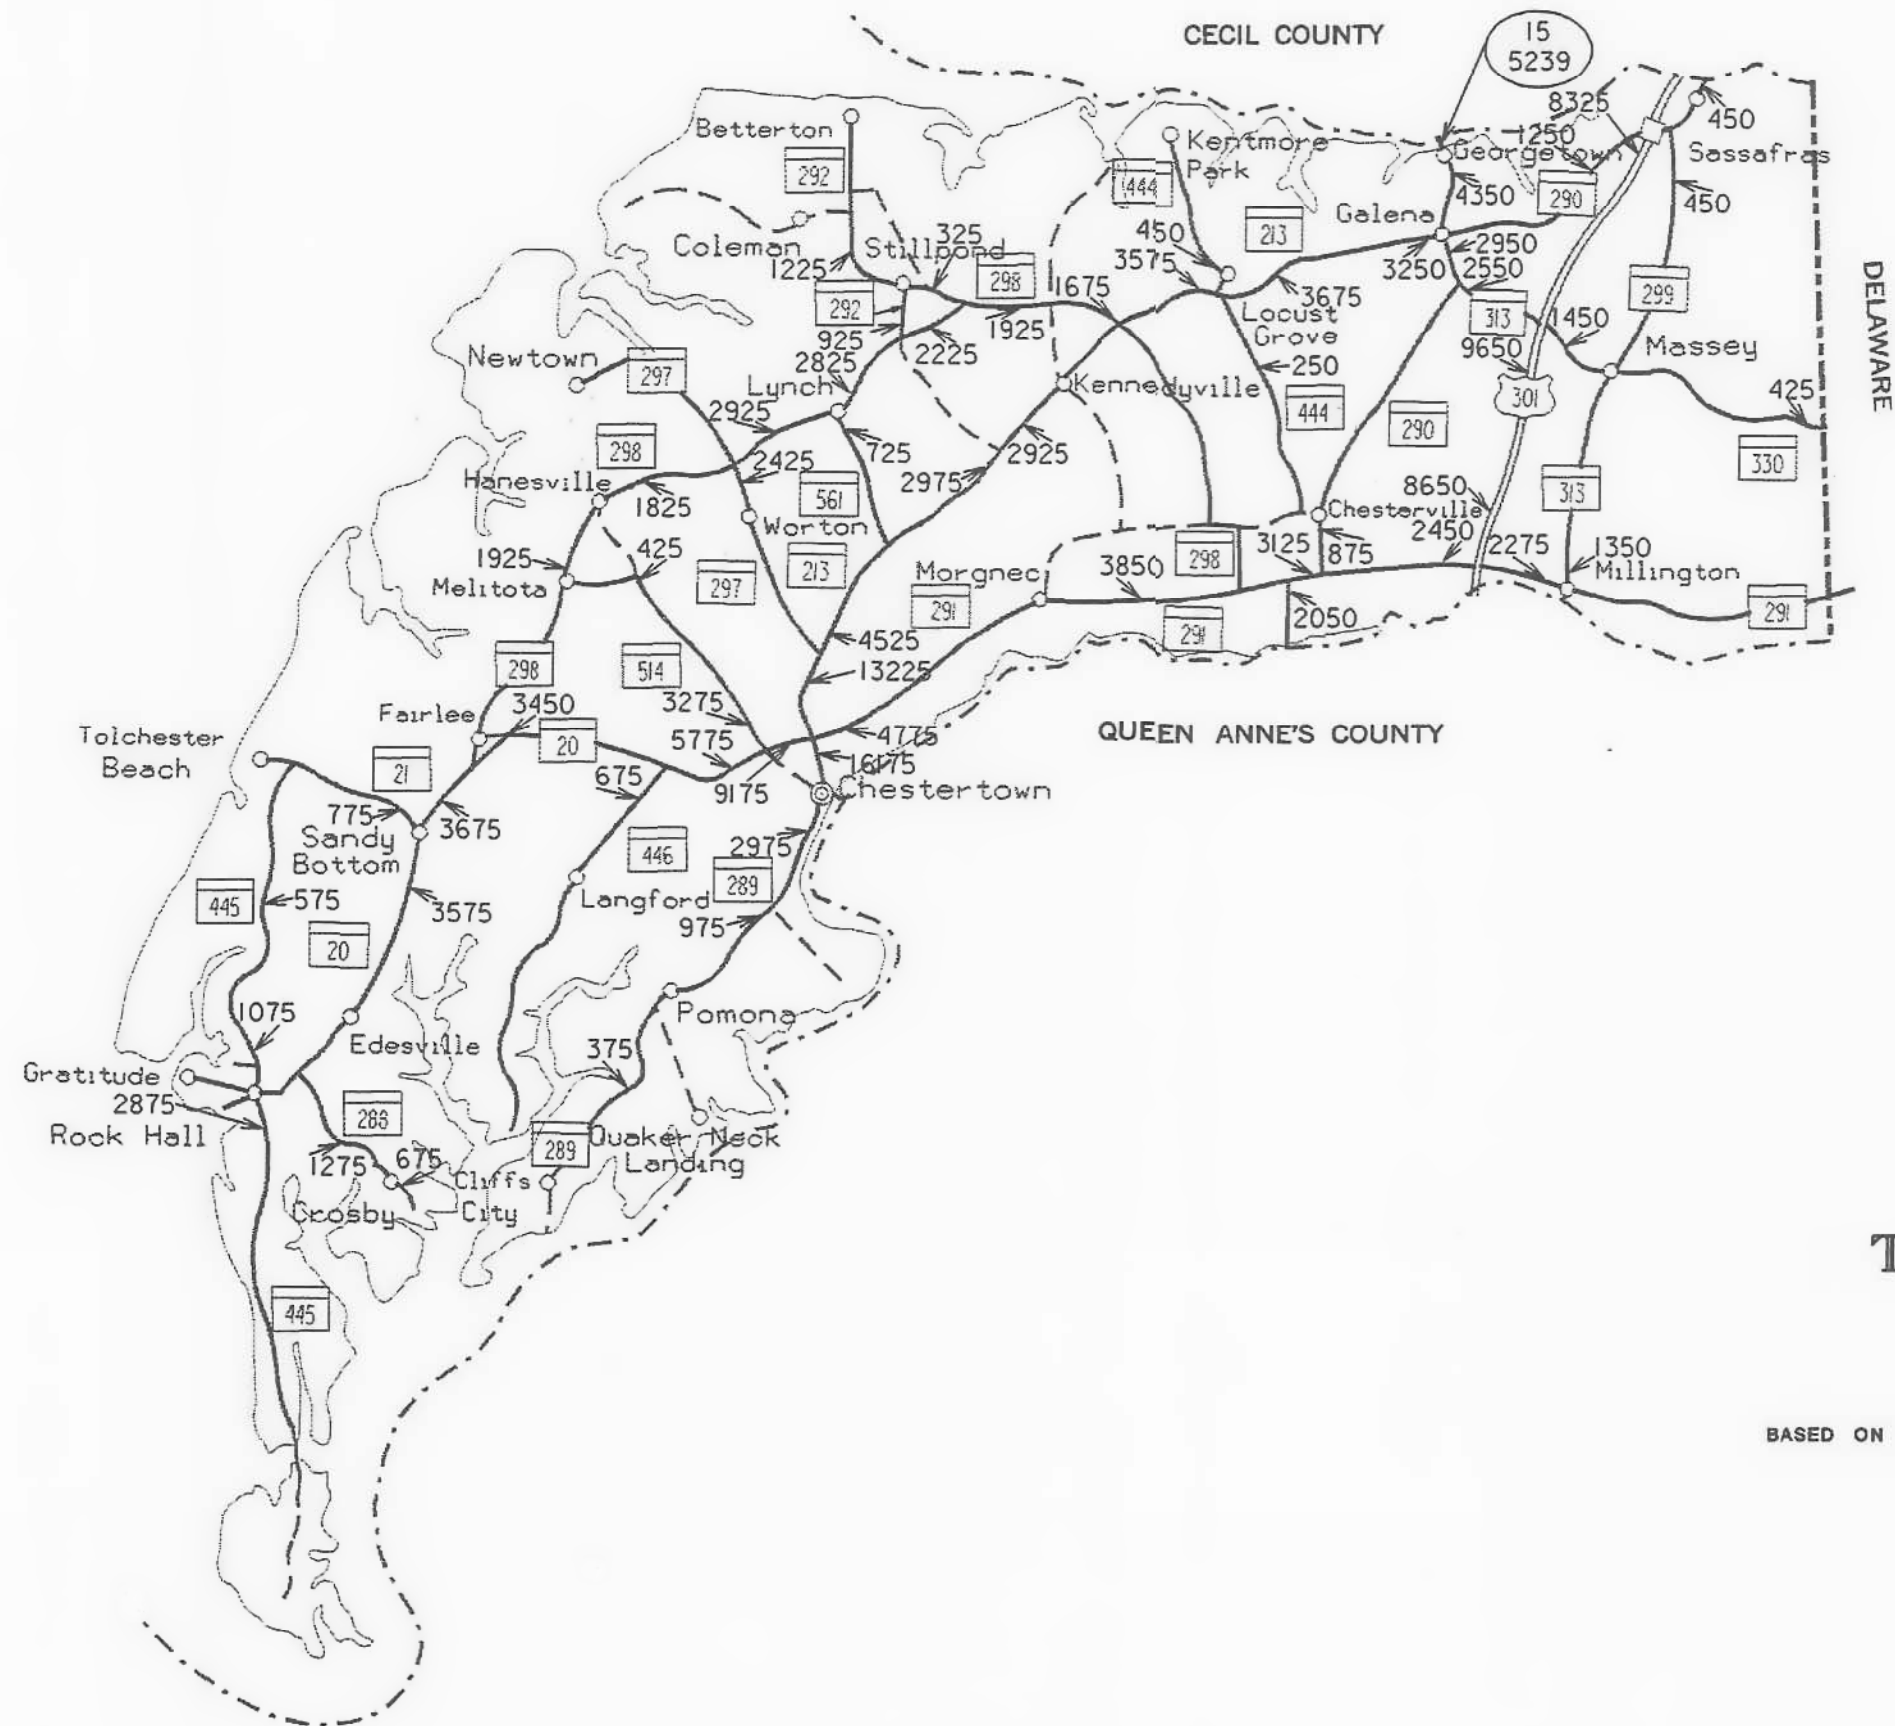 CECIL COUNTY
15
5239
8325
450
Betterton
Kentmore
Park
1250
Georgetown
Sassafras
292
444
4350
290
450
Galena
213
450
Coleman
Stillpond
325
2950
1225
298
3575
3250
2550
DELAWARE
292
1675
3675
299
925
1925
Locust
Grove
313
1450
Newtown
2825
2225
9650
Massey
297
Lynch
250
Kennedyville
301
425
2925
444
290
298
725
2425
2925
330
Hanesville
2975
8650
313
1825
561
Worton
Chesterville
2450
1925
425
213
298
3125
875
2275
1350
Melitota
297
Morgnec
3850
Millington
291
291
2050
291
4525
298
514
13225
Fairlee
3450
3275
Tolchester
Beach
20
5775
4775
QUEEN ANNE'S COUNTY
21
675
9175
16175
Chestertown
775
3675
Sandy
Bottom
446
2975
289
445
575
3575
Langford
975
20
1075
Pomona
Edesville
375
Gratitude
2875
288
Rock Hall
289
Quaker Neck
Landing
1275
675
Cliffs
City
Crosby
T
445
BASED ON